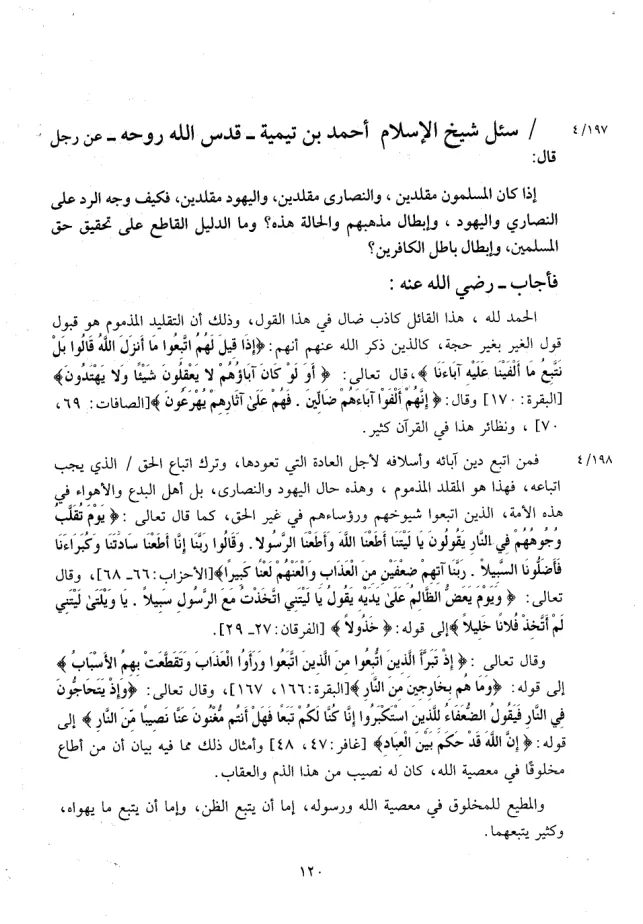 ٤/١٩٧ / سئل شيخ الإسلام أحمد بن تيمية ـ قدس الله روحه ـ عن رجل
قال:
إذا كان المسلمون مقلدين ، والنصارى مقلدين، واليهود مقلدين، فكيف وجه الرد على
النصاري واليهود ، وإبطال مذهبهم والحالة هذه؟ وما الدليل القاطع على تحقيق حق
المسلمين، وإبطال باطل الكافرين؟
فأجاب ـ رضي الله عنه :
الحمد لله ، هذا القائل كاذب ضال في هذا القول، وذلك أن التقليد المذموم هو قبول
قول الغير بغير حجة، كالذين ذكر الله عنهم أنهم: ﴿إِذَا قِيلَ لَهُمُ اتَّبِعُوا مَا أَنزَلَ اللَّهُ قَالُوا بَلْ
نَتَّبِعُ مَا أَلْفَيْنَا عَلَيْهِ آبَاءَنَا ﴾،قال تعالى: ﴿ أَوَ لَوْ كَانَ آبَاؤُهُمْ لا يَعْقِلُونَ شَيْئًا وَلا يَهْتَدُونَ﴾
[البقرة: ١٧٠] وقال: ﴿ إِنَّهُمْ أَلْفَوْا آبَاءَهُمْ ضَالِّينَ . فَهُمْ عَلَىٰ آثَارِهِمْ يُهْرَعُونَ ﴾[الصافات: ٦٩،
٧٠] ، ونظائر هذا في القرآن كثير.
٤/١٩٨ فمن اتبع دين آبائه وأسلافه لأجل العادة التي تعودها، وترك اتباع الحق / الذي يجب
اتباعه، فهذا هو المقلد المذموم ، وهذه حال اليهود والنصارى، بل أهل البدع والأهواء في
هذه الأمة، الذين اتبعوا شيوخهم ورؤساءهم في غير الحق، كما قال تعالى :﴿ يَوْمَ تُقَلَّبُ
وُجُوهُهُمْ فِي النَّارِ يَقُولُونَ يَا لَيْتَنَا أَطَعْنَا اللَّهَ وَأَطَعْنَا الرَّسُولا . وَقَالُوا رَبَّنَا إِنَّا أَطَعْنَا سَادَتَنَا وَكُبَرَاءَنَا
فَأَضَلُّونَا السَّبِيلاً . رَبَّنَا آتِهِمْ ضِعْفَيْنِ مِنَ الْعَذَابِ وَالْعَنْهُمْ لَعْنًا كَبِيرًا﴾[الأحزاب:٦٦ـ ٦٨]، وقال
تعالى: ﴿ وَيَوْمَ يَعَضُّ الظَّالِمُ عَلَىٰ يَدَيْهِ يَقُولُ يَا لَيْتَنِي اتَّخَذْتُ مَعَ الرَّسُولِ سَبِيلاً . يَا وَيْلَتَىٰ لَيْتَنِي
لَمْ أَتَّخِذْ فُلانًا خَلِيلاً ﴾إلى قوله: ﴿ خَذُولاً ﴾ [الفرقان: ٢٧ـ ٢٩].
وقال تعالى :﴿ إِذْ تَبَرَّأَ الَّذِينَ اتُّبِعُوا مِنَ الَّذِينَ اتَّبَعُوا وَرَأَوُا الْعَذَابَ وَتَقَطَّعَتْ بِهِمُ الأَسْبَابُ ﴾
إلى قوله: ﴿ وَمَا هُم بِخَارِجِينَ مِنَ النَّارِ ﴾[البقرة:١٦٦، ١٦٧]، وقال تعالى: ﴿وَإِذْ يَتَحَاجُّونَ
فِي النَّارِ فَيَقُولُ الضُّعَفَاءُ لِلَّذِينَ اسْتَكْبَرُوا إِنَّا كُنَّا لَكُمْ تَبَعًا فَهَلْ أَنتُم مُّغْنُونَ عَنَّا نَصِيبًا مِّنَ النَّارِ ﴾ إلى
قوله: ﴿ إِنَّ اللَّهَ قَدْ حَكَمَ بَيْنَ الْعِبَادِ﴾ [غافر: ٤٧، ٤٨] وأمثال ذلك مما فيه بيان أن من أطاع
مخلوقًا في معصية الله، كان له نصيب من هذا الذم والعقاب.
والمطيع للمخلوق في معصية الله ورسوله، إما أن يتبع الظن، وإما أن يتبع ما يهواه،
وكثير يتبعهما.
١٢٠